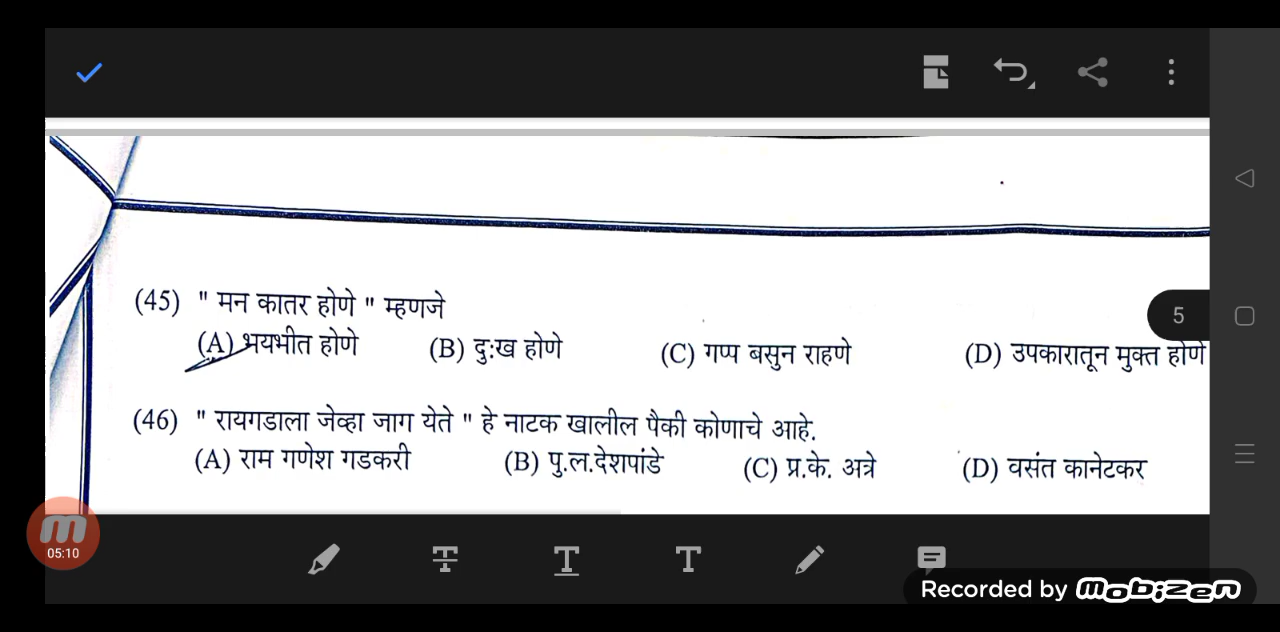 (45) " मन कातर होणे " म्हणजे
(A) भयभीत होणे (B) दुःख होणे (C) गप्प बसुन राहणे (D) उपकारातून मुक्त होणे
5
(46) " रायगडाला जेव्हा जाग येते " हे नाटक खालील पैकी कोणाचे आहे.
(A) राम गणेश गडकरी (B) पु.ल.देशपांडे (C) प्र.के. अत्रे (D) वसंत कानेटकर
05:10
Recorded by Mobizen